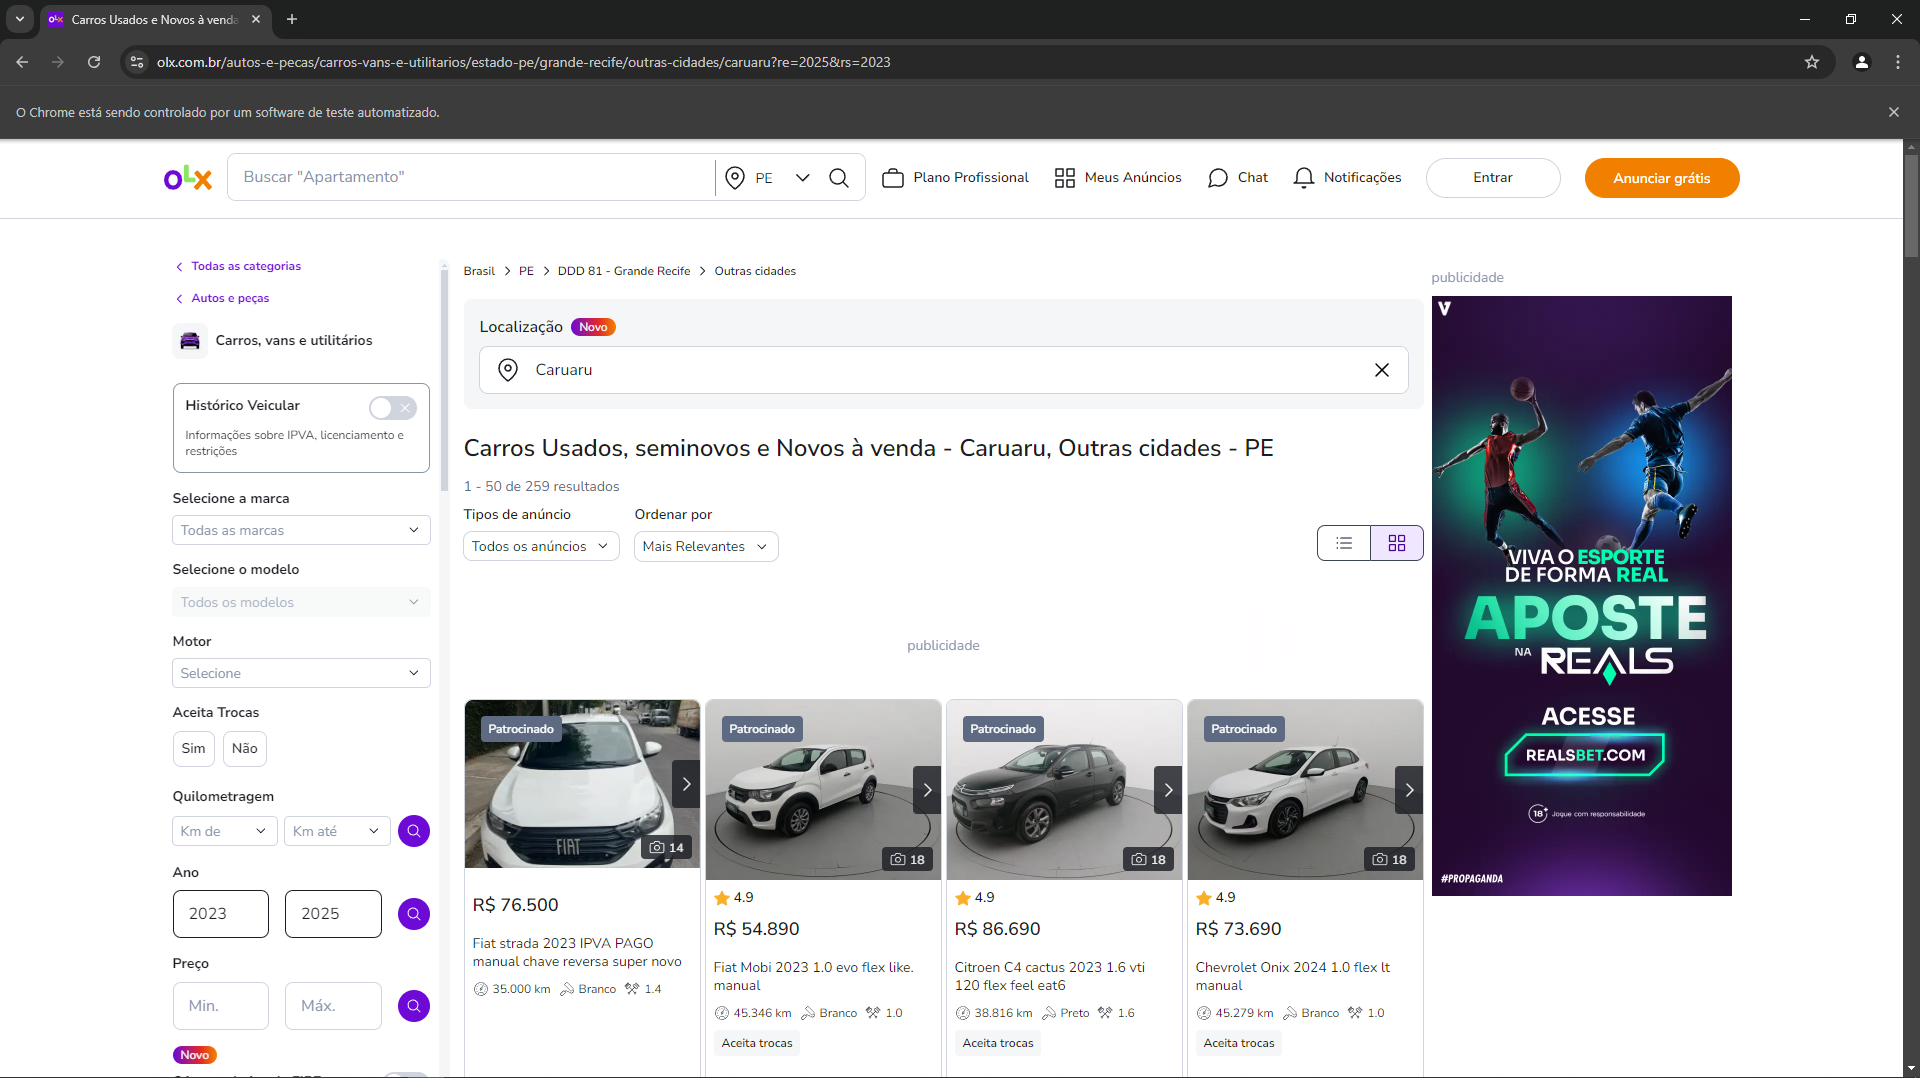 Carros Usados e Novos à venda
olx.com.br/autos-e-pecas/carros-vans-e-utilitarios/estado-pe/grande-recife/outras-cidades/caruaru?re=2025&rs=2023
O Chrome está sendo controlado por um software de teste automatizado.
olx
Buscar "Apartamento"
PE
Plano Profissional
Meus Anúncios
Chat
Notificações
Entrar
Anunciar grátis
Todas as categorias
Autos e peças
Carros, vans e utilitários
Histórico Veicular
Informações sobre IPVA, licenciamento e
restrições
Selecione a marca
Todas as marcas
Selecione o modelo
Todos os modelos
Motor
Selecione
Aceita Trocas
Sim
Não
Quilometragem
Km de
Km até
Ano
2023
2025
Preço
Min.
Máx.
Novo
Brasil > PE > DDD 81 - Grande Recife > Outras cidades
Localização Novo
Caruaru
Carros Usados, seminovos e Novos à venda - Caruaru, Outras cidades - PE
1 - 50 de 259 resultados
Tipos de anúncio
Todos os anúncios
Ordenar por
Mais Relevantes
publicidade
Patrocinado
FIAT
14
R$ 76.500
Fiat strada 2023 IPVA PAGO
manual chave reversa super novo
35.000 km Branco 1.4
Patrocinado
18
4.9
R$ 54.890
Fiat Mobi 2023 1.0 evo flex like.
manual
45.346 km Branco 1.0
Aceita trocas
Patrocinado
18
4.9
R$ 86.690
Citroen C4 cactus 2023 1.6 vti
120 flex feel eat6
38.816 km Preto 1.6
Aceita trocas
Patrocinado
18
4.9
R$ 73.690
Chevrolet Onix 2024 1.0 flex lt
manual
45.279 km Branco 1.0
Aceita trocas
publicidade
VIVA O ESPORTE
DE FORMA REAL
APOSTE
NA REALS
ACESSE
REALSBET.COM
18+ Jogue com responsabilidade
#PROPAGANDA